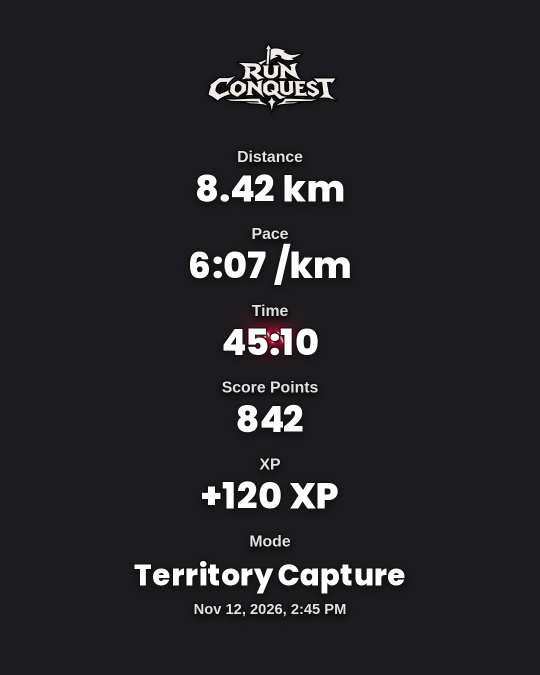 RUN
CONQUEST
Distance
8.42 km
Pace
6:07 /km
Time
45:10
Score Points
842
XP
+120 XP
Mode
Territory Capture
Nov 12, 2026, 2:45 PM